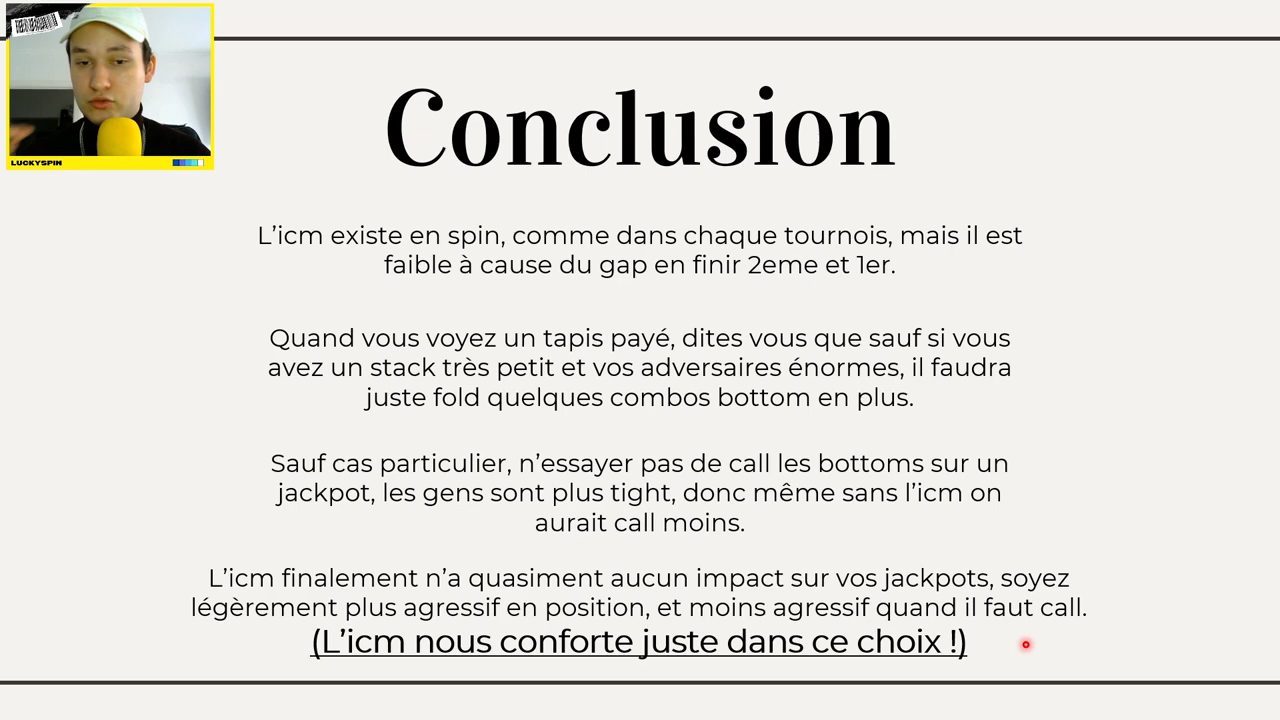 LUCKYSPIN
Conclusion
L’icm existe en spin, comme dans chaque tournois, mais il est
faible à cause du gap en finir 2eme et 1er.
Quand vous voyez un tapis payé, dites vous que sauf si vous
avez un stack très petit et vos adversaires énormes, il faudra
juste fold quelques combos bottom en plus.
Sauf cas particulier, n’essayer pas de call les bottoms sur un
jackpot, les gens sont plus tight, donc même sans l’icm on
aurait call moins.
L’icm finalement n’a quasiment aucun impact sur vos jackpots, soyez
légèrement plus agressif en position, et moins agressif quand il faut call.
(L’icm nous conforte juste dans ce choix !)